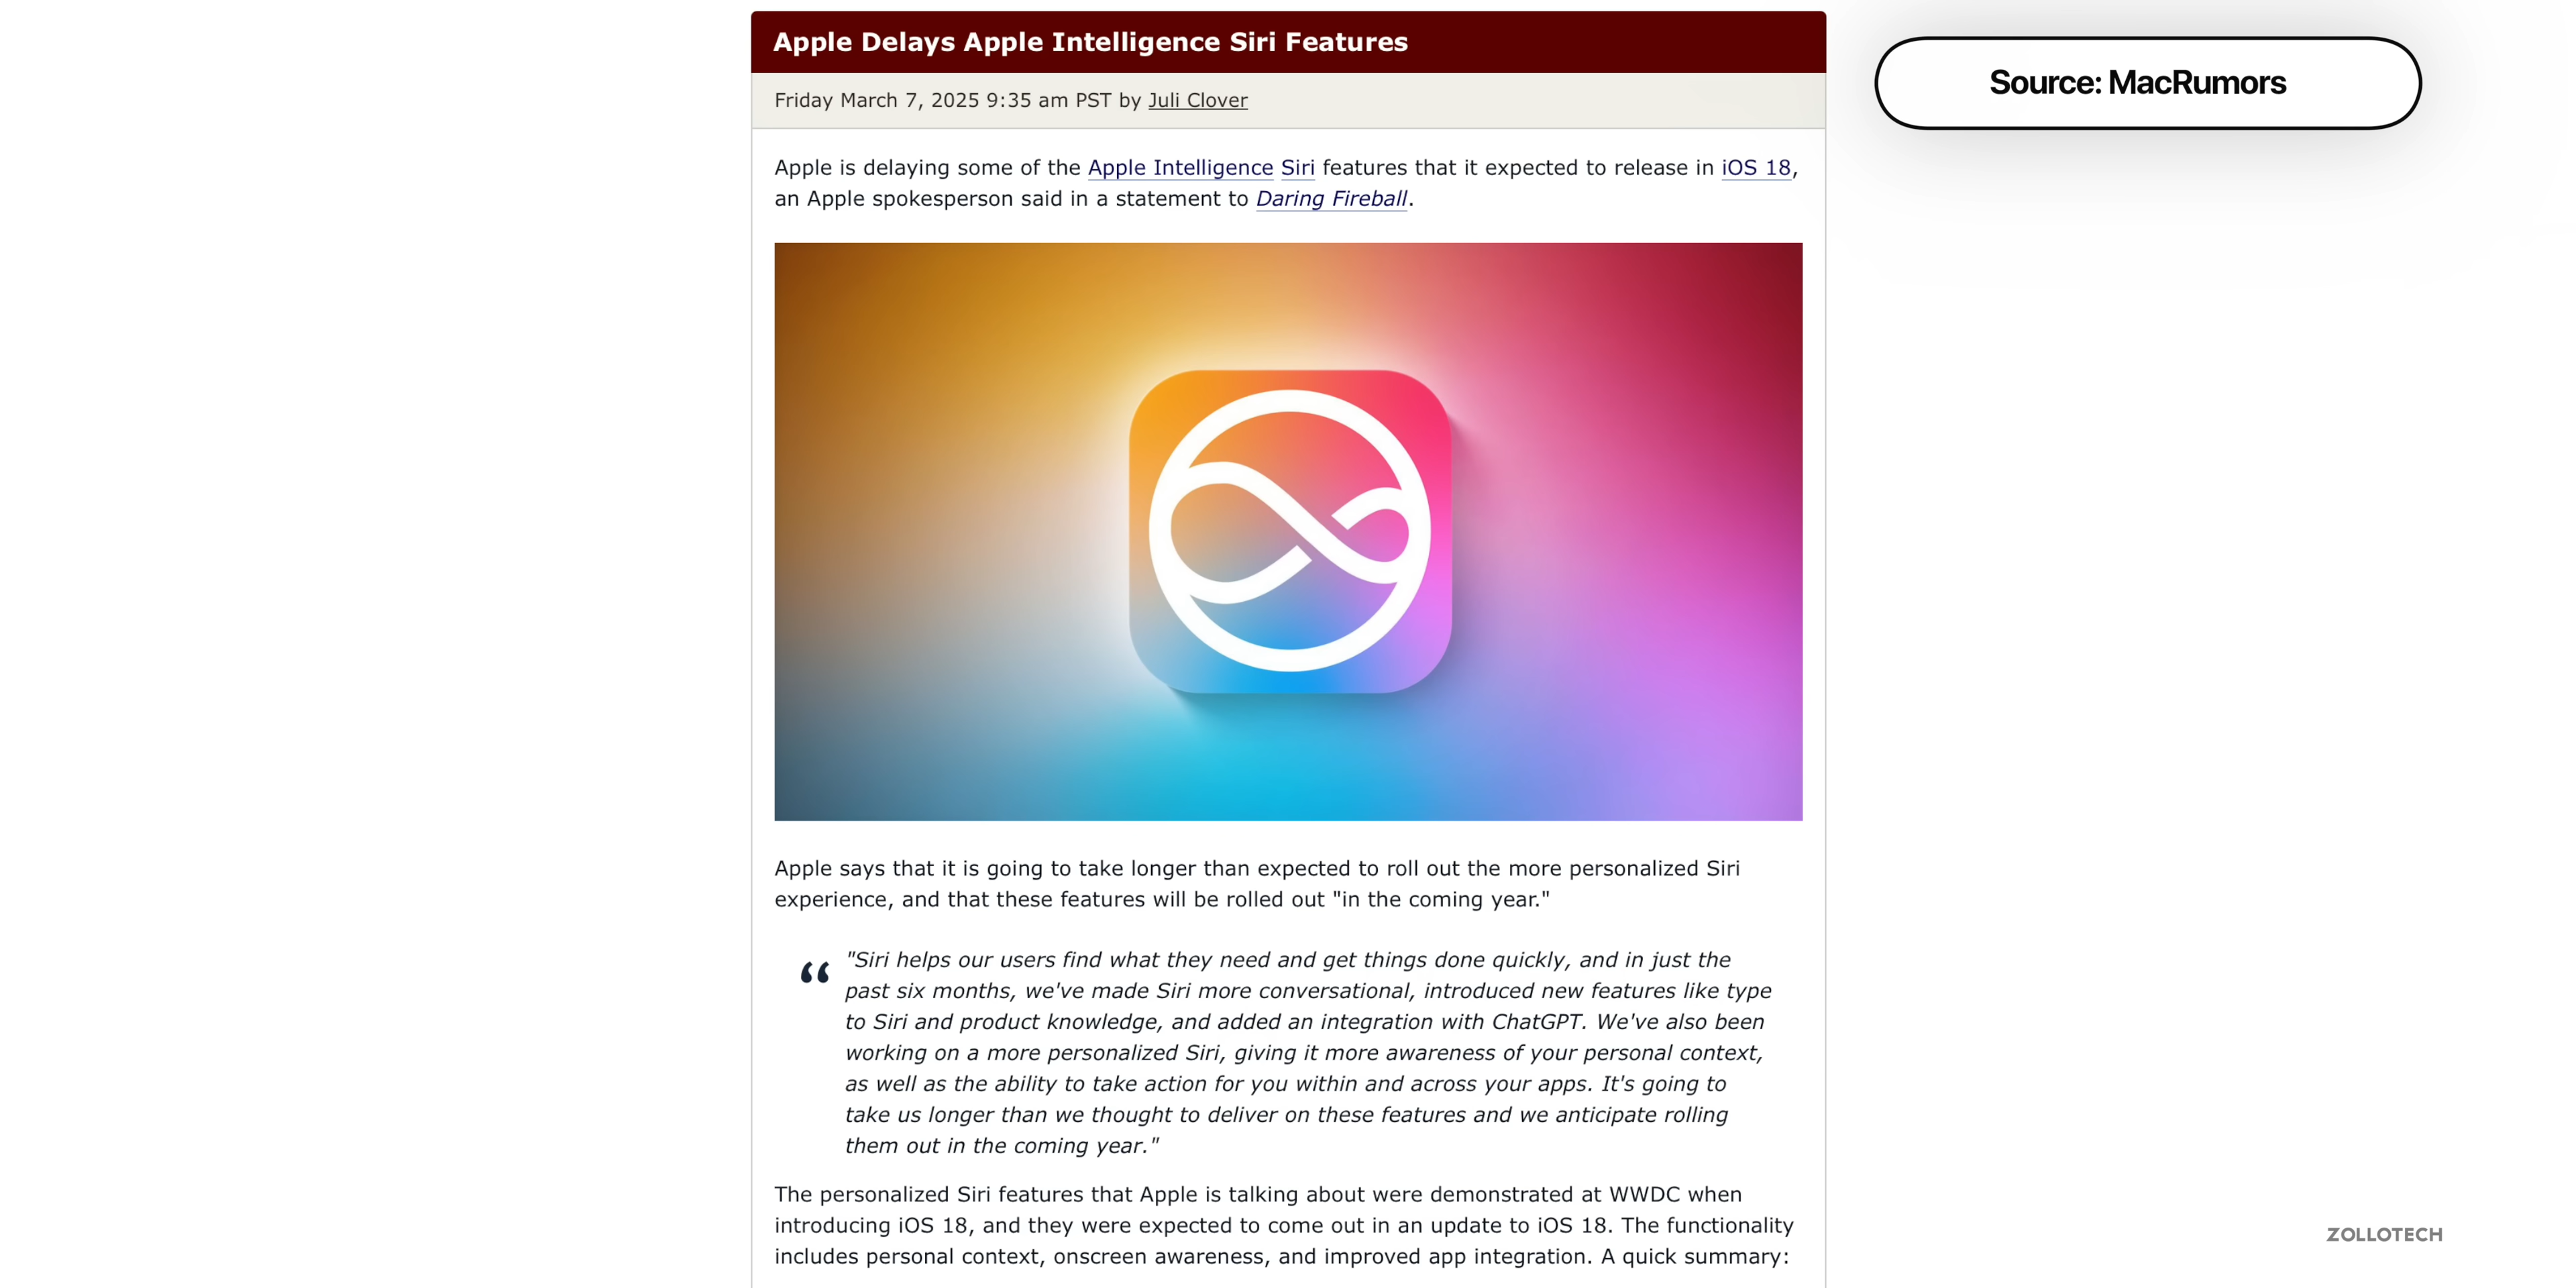 Apple Delays Apple Intelligence Siri Features
Source: MacRumors
Friday March 7, 2025 9:35 am PST by Juli Clover
Apple is delaying some of the Apple Intelligence Siri features that it expected to release in iOS 18,
an Apple spokesperson said in a statement to Daring Fireball.
Apple says that it is going to take longer than expected to roll out the more personalized Siri
experience, and that these features will be rolled out "in the coming year."
“ "Siri helps our users find what they need and get things done quickly, and in just the
past six months, we've made Siri more conversational, introduced new features like type
to Siri and product knowledge, and added an integration with ChatGPT. We've also been
working on a more personalized Siri, giving it more awareness of your personal context,
as well as the ability to take action for you within and across your apps. It's going to
take us longer than we thought to deliver on these features and we anticipate rolling
them out in the coming year."
The personalized Siri features that Apple is talking about were demonstrated at WWDC when
introducing iOS 18, and they were expected to come out in an update to iOS 18. The functionality
includes personal context, onscreen awareness, and improved app integration. A quick summary:
ZOLLOTECH